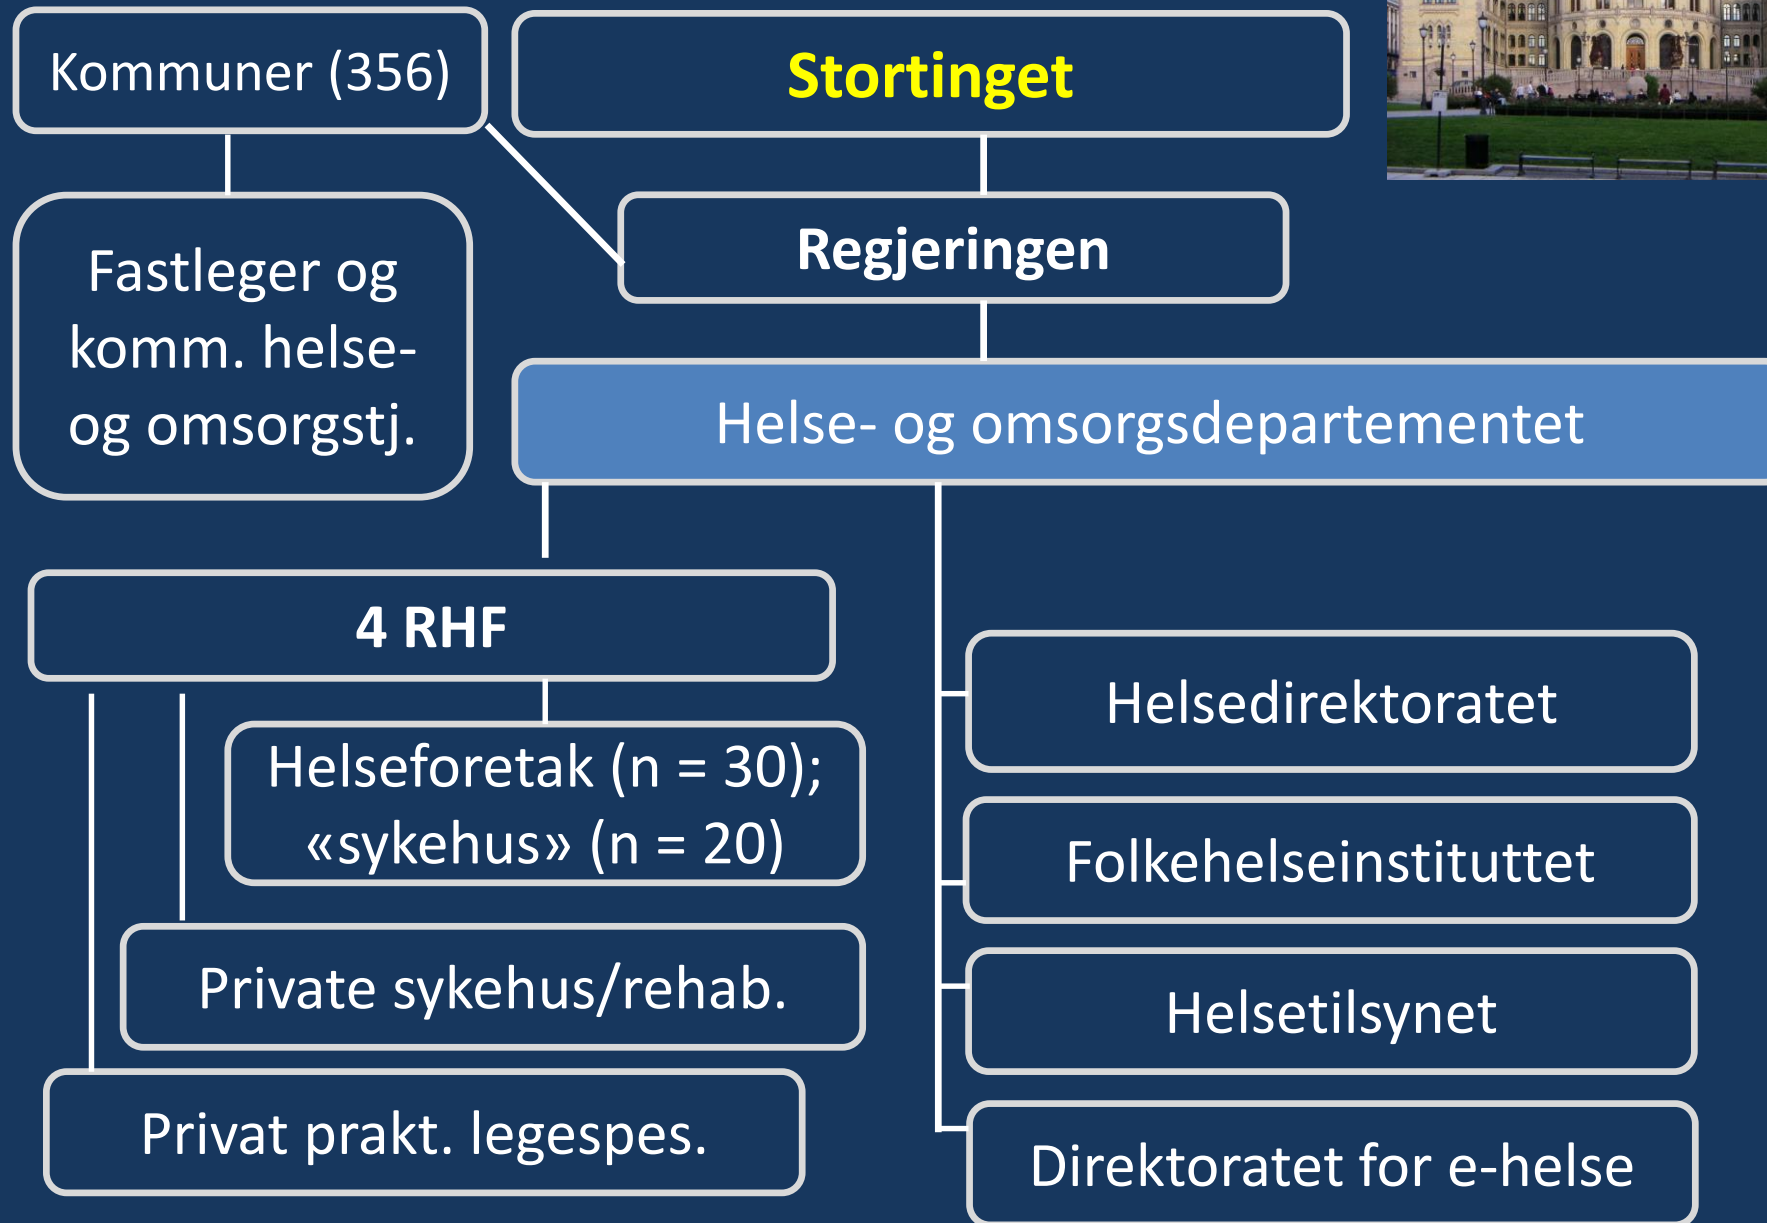 Kommuner (356)
Stortinget
Regjeringen
Fastleger og
komm. helse-
og omsorgstj.
Helse- og omsorgsdepartementet
4 RHF
Helseforetak (n = 30);
«sykehus» (n = 20)
Private sykehus/rehab.
Privat prakt. legespes.
Helsedirektoratet
Folkehelseinstituttet
Helsetilsynet
Direktoratet for e-helse